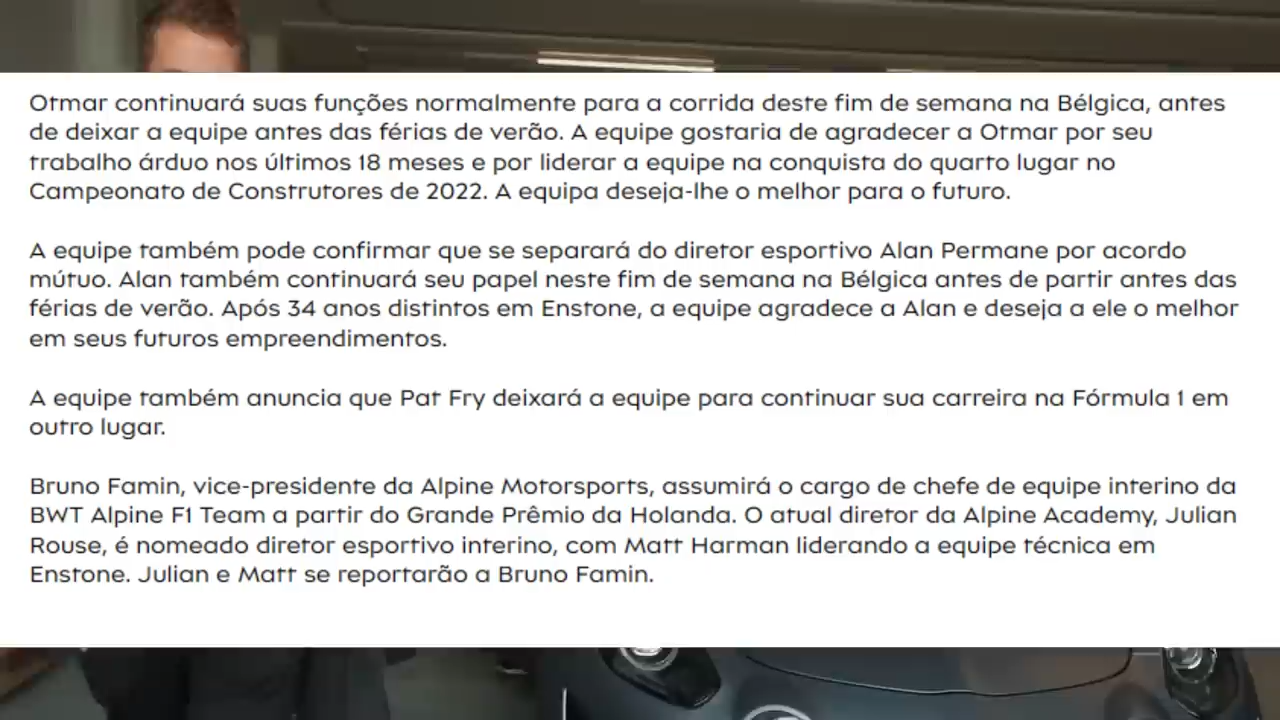 Otmar continuará suas funções normalmente para a corrida deste fim de semana na Bélgica, antes
de deixar a equipe antes das férias de verão. A equipe gostaria de agradecer a Otmar por seu
trabalho árduo nos últimos 18 meses e por liderar a equipe na conquista do quarto lugar no
Campeonato de Construtores de 2022. A equipa deseja-lhe o melhor para o futuro.
A equipe também pode confirmar que se separará do diretor esportivo Alan Permane por acordo
mútuo. Alan também continuará seu papel neste fim de semana na Bélgica antes de partir antes das
férias de verão. Após 34 anos distintos em Enstone, a equipe agradece a Alan e deseja a ele o melhor
em seus futuros empreendimentos.
A equipe também anuncia que Pat Fry deixará a equipe para continuar sua carreira na Fórmula 1 em
outro lugar.
Bruno Famin, vice-presidente da Alpine Motorsports, assumirá o cargo de chefe de equipe interino da
BWT Alpine F1 Team a partir do Grande Prêmio da Holanda. O atual diretor da Alpine Academy, Julian
Rouse, é nomeado diretor esportivo interino, com Matt Harman liderando a equipe técnica em
Enstone. Julian e Matt se reportarão a Bruno Famin.